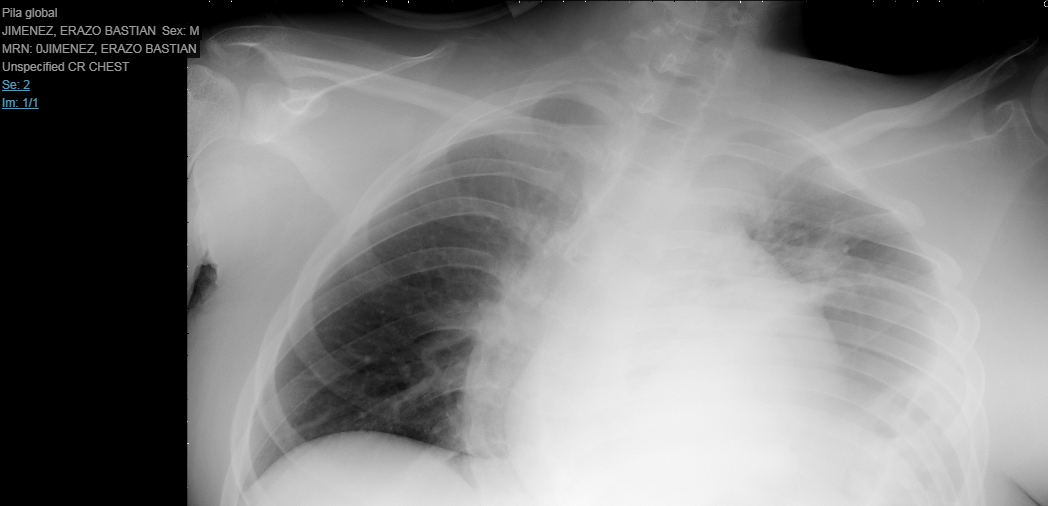 Pila global
JIMENEZ, ERAZO BASTIAN Sex: M
MRN: 0JIMENEZ, ERAZO BASTIAN
Unspecified CR CHEST
Se: 2
Im: 1/1